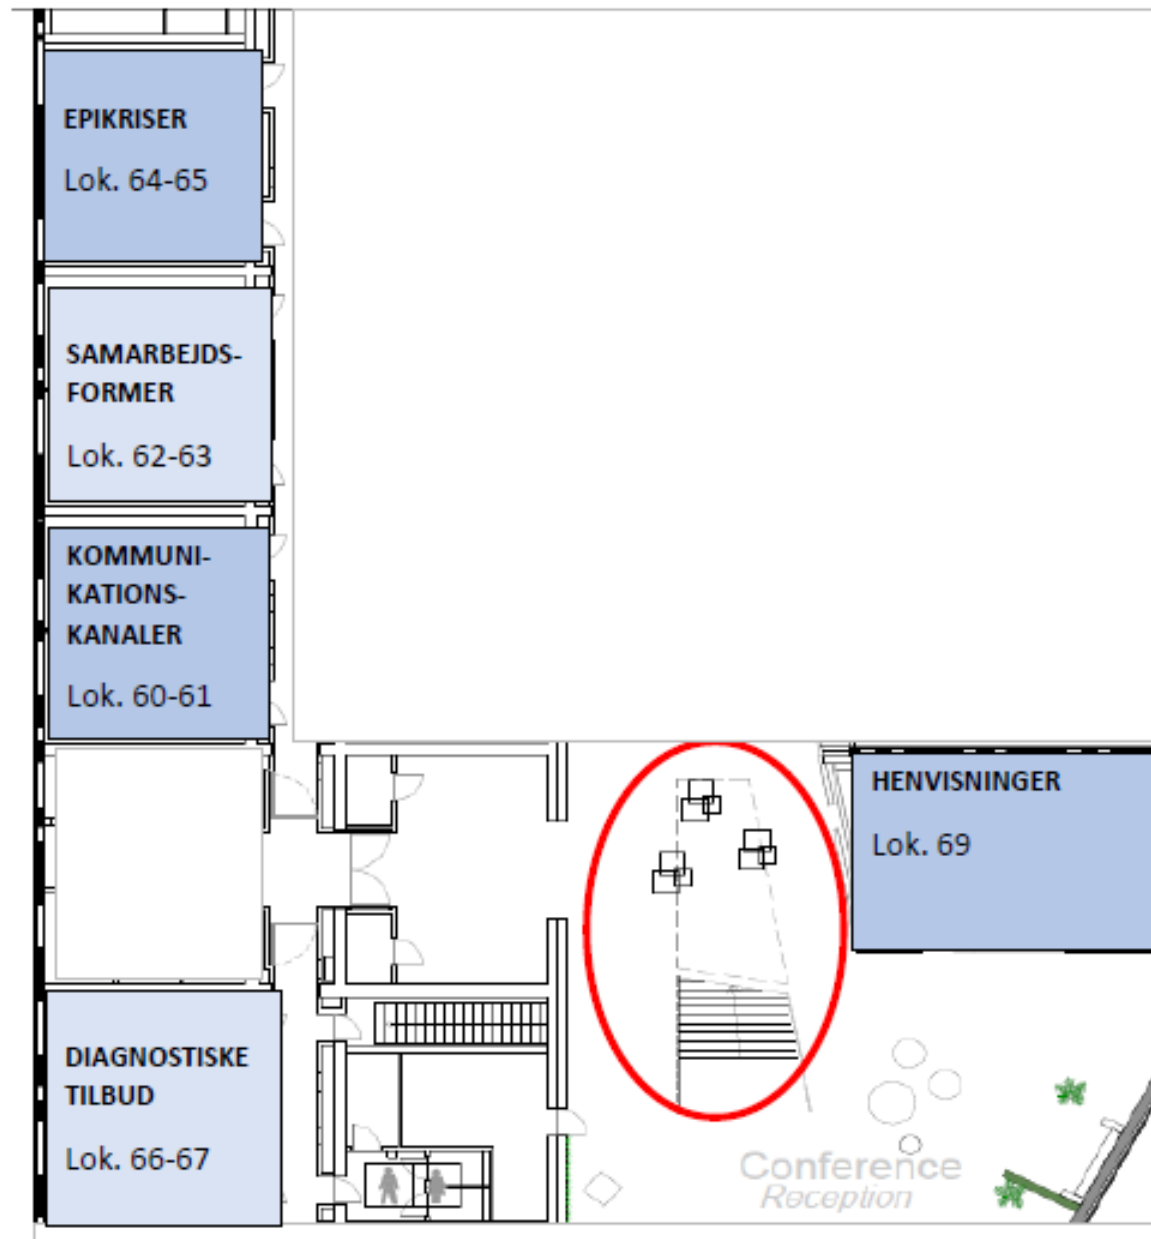 EPIKRISER
Lok. 64-65
SAMARBEJDS-
FORMER
Lok. 62-63
KOMMUNI-
KATIONS-
KANALER
Lok. 60-61
HENVISNINGER
Lok. 69
DIAGNOSTISKE
TILBUD
Lok. 66-67
Conference
Reception